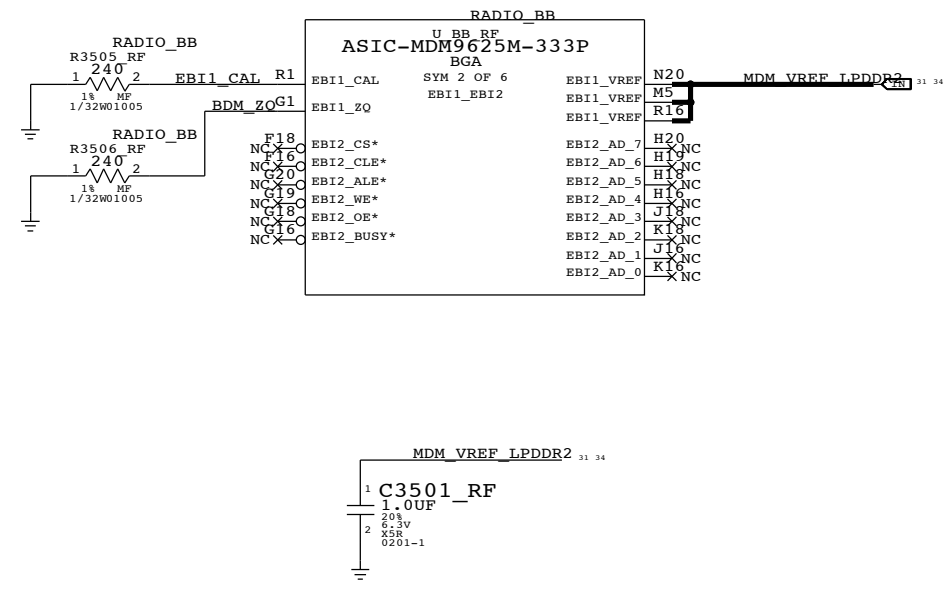 RADIO_BB
U_BB_RF
ASIC-MDM9625M-333P
BGA
SYM 2 OF 6
EBI1_EBI2
RADIO_BB
R3505_RF
240
1 2
1% MF
1/32W01005
EBI1_CAL R1 EBI1_CAL
BDM_ZQ G1 EBI1_ZQ
RADIO_BB
R3506_RF
240
1 2
1% MF
1/32W01005
NC F18 EBI2_CS*
NC F16 EBI2_CLE*
NC G20 EBI2_ALE*
NC G19 EBI2_WE*
NC G18 EBI2_OE*
NC G16 EBI2_BUSY*
EBI1_VREF N20 MDM_VREF_LPDDR2 IN 31 34
EBI1_VREF M5
EBI1_VREF R16
EBI2_AD_7 H20 NC
EBI2_AD_6 H19 NC
EBI2_AD_5 H18 NC
EBI2_AD_4 H16 NC
EBI2_AD_3 J18 NC
EBI2_AD_2 K18 NC
EBI2_AD_1 J16 NC
EBI2_AD_0 K16 NC
MDM_VREF_LPDDR2 31 34
1 C3501_RF
1.0UF
20%
6.3V
2 X5R
0201-1